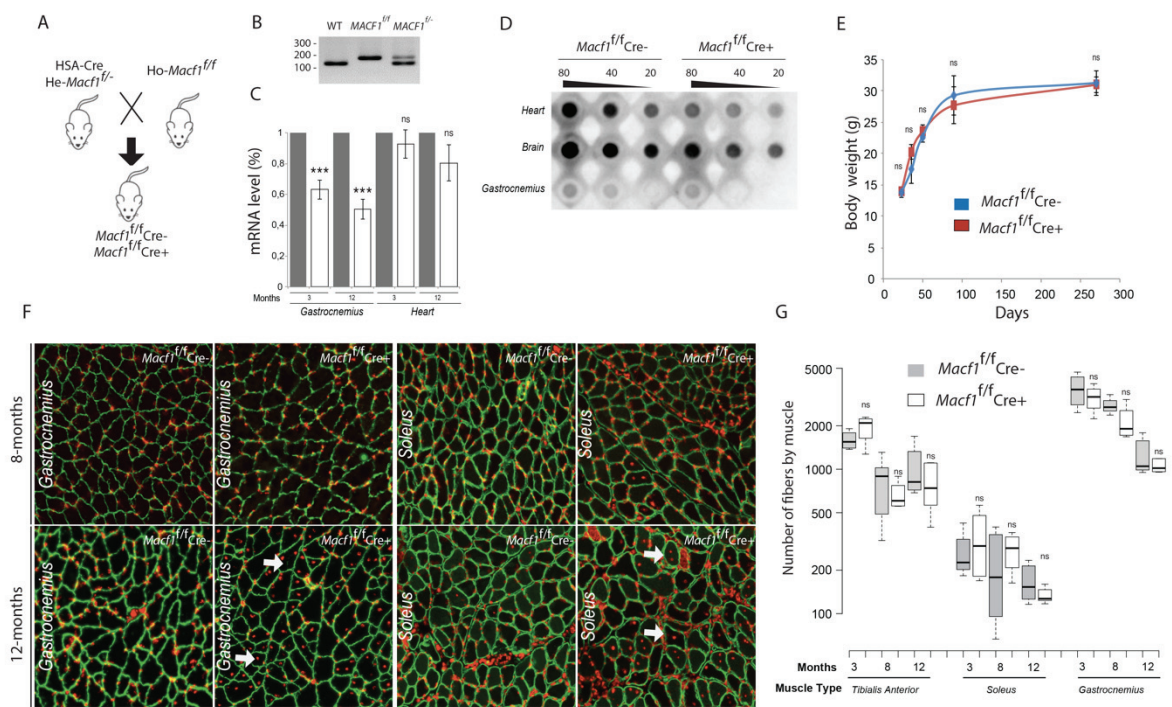 A
HSA-Cre
He-Macf1f/-
Ho-Macf1f/f
Macf1f/fCre-
Macf1f/fCre+
B
WT MACF1f/f MACF1f/-
300 -
200 -
100 -
C
mRNA level (%)
1
0,8
0,6
0,4
0,2
0
*** *** ns ns
Months 3 12 3 12
Gastrocnemius Heart
D
Macf1f/fCre- Macf1f/fCre+
80 40 20 80 40 20
Heart
Brain
Gastrocnemius
E
Body weight (g)
35
30
25
20
15
10
5
0
ns ns ns ns ns
Macf1f/fCre-
Macf1f/fCre+
0 50 100 150 200 250 300
Days
F
8-months
Gastrocnemius Macf1f/fCre-
Gastrocnemius Macf1f/fCre+
Soleus Macf1f/fCre-
Soleus Macf1f/fCre+
12-months
Gastrocnemius Macf1f/fCre-
Gastrocnemius Macf1f/fCre+
Soleus Macf1f/fCre-
Soleus Macf1f/fCre+
G
Macf1f/fCre-
Macf1f/fCre+
Number of fibers by muscle
5000
2000
1000
500
200
100
ns ns ns ns ns ns ns ns ns
Months 3 8 12 3 8 12 3 8 12
Muscle Type Tibialis Anterior Soleus Gastrocnemius